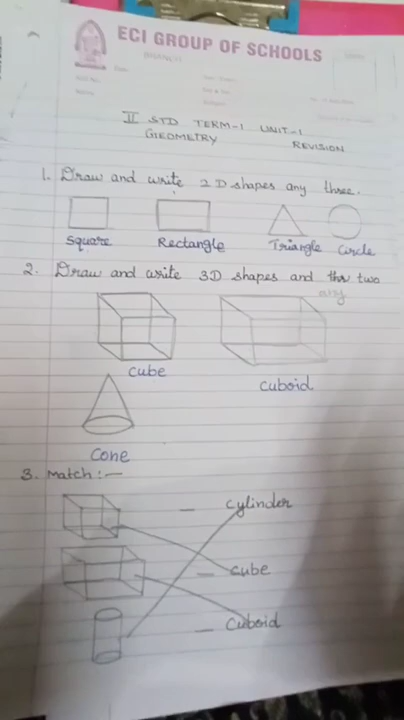 ECI GROUP OF SCHOOLS
II STD TERM-1 UNIT-1
GEOMETRY REVISION
1. Draw and write 2D shapes any three.
Square Rectangle Triangle Circle
2. Draw and write 3D shapes and two
any
Cube Cuboid
Cone
3. Match:-
— Cylinder
— Cube
— Cuboid